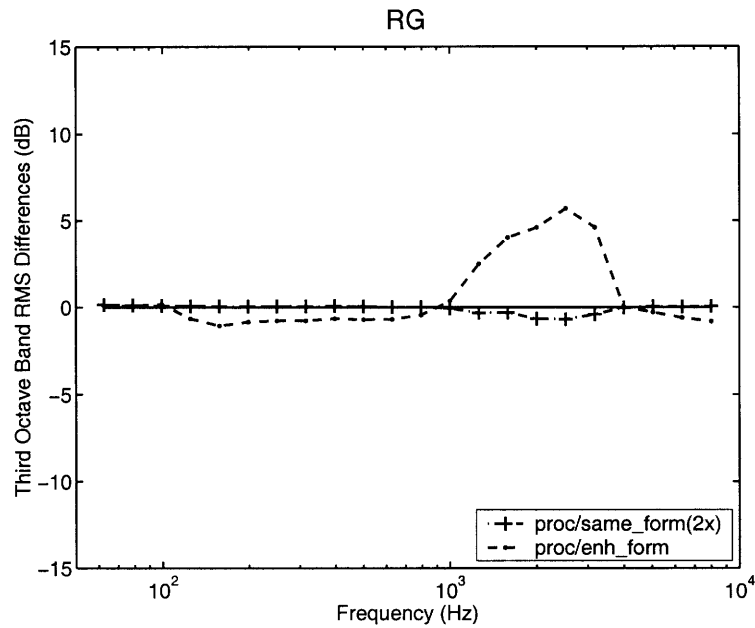 RG
Third Octave Band RMS Differences (dB)
15
10
5
0
−5
−10
−15
10^2
10^3
10^4
Frequency (Hz)
proc/same_form(2x)
proc/enh_form